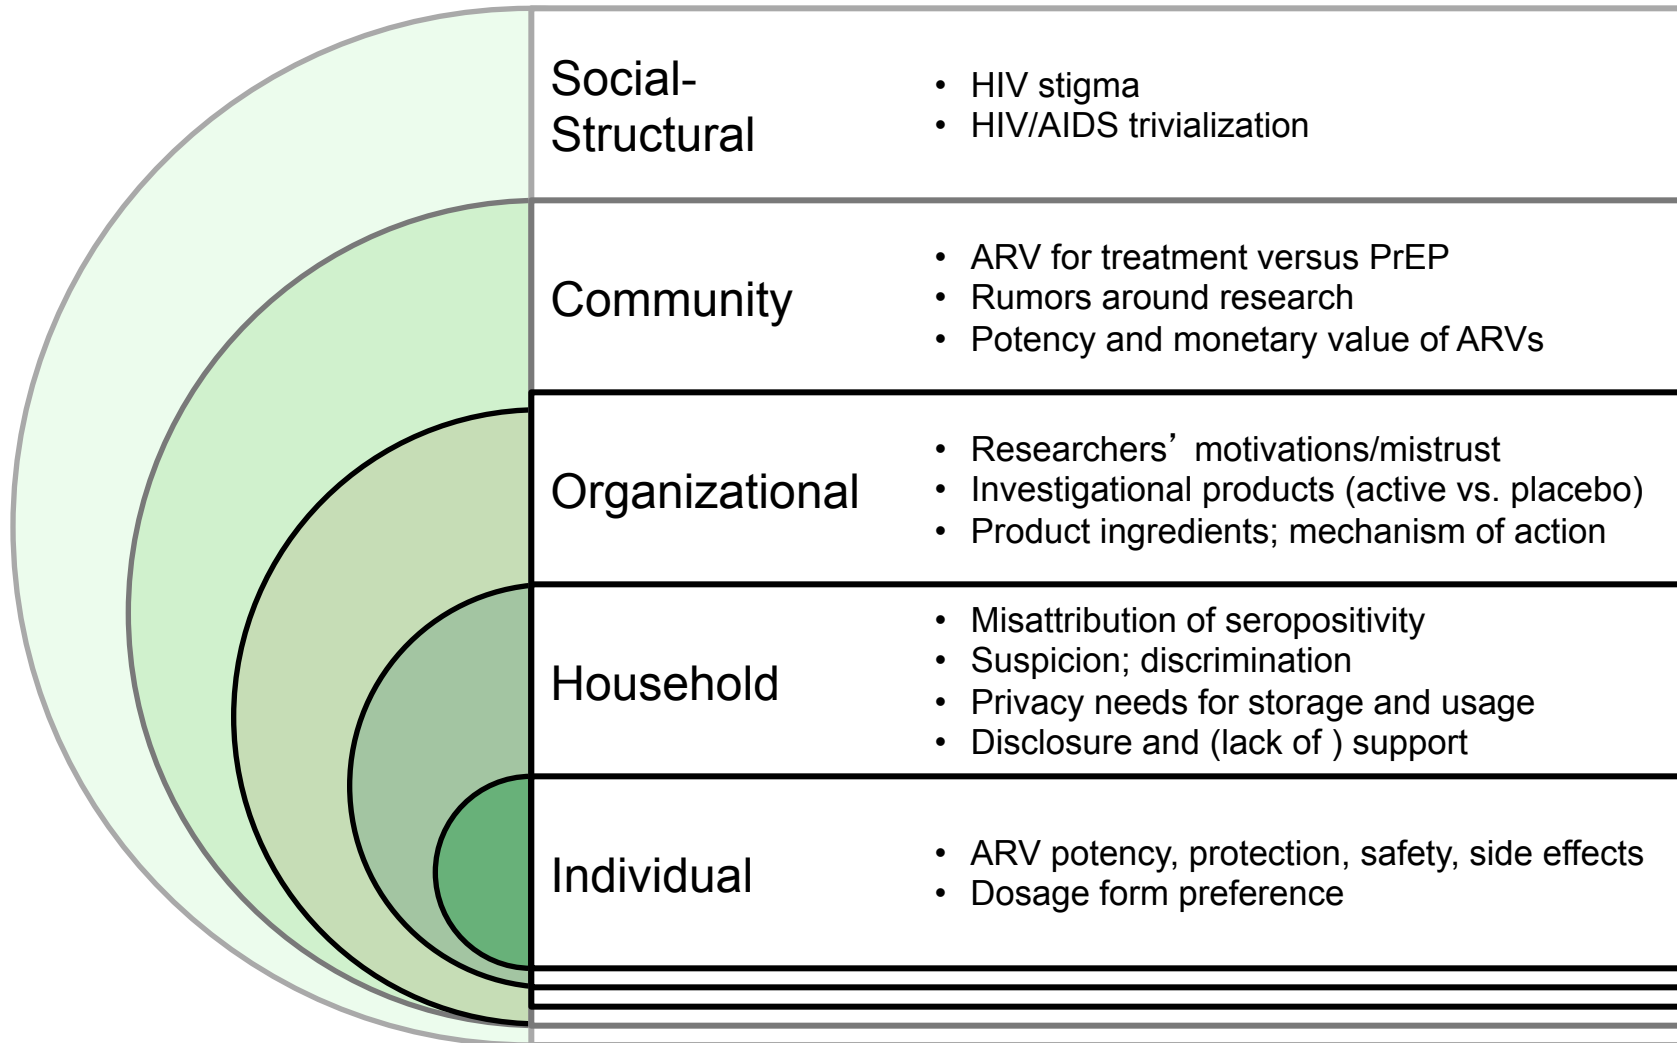 Social-
Structural
• HIV stigma
• HIV/AIDS trivialization
Community
• ARV for treatment versus PrEP
• Rumors around research
• Potency and monetary value of ARVs
Organizational
• Researchers’ motivations/mistrust
• Investigational products (active vs. placebo)
• Product ingredients; mechanism of action
Household
• Misattribution of seropositivity
• Suspicion; discrimination
• Privacy needs for storage and usage
• Disclosure and (lack of ) support
Individual
• ARV potency, protection, safety, side effects
• Dosage form preference